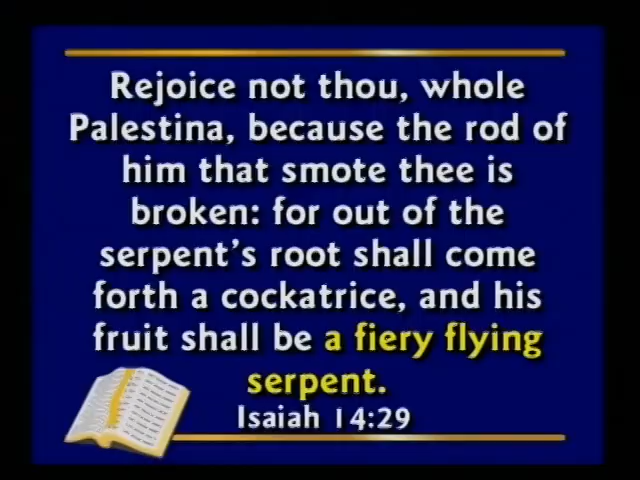 Rejoice not thou, whole
Palestina, because the rod of
him that smote thee is
broken: for out of the
serpent's root shall come
forth a cockatrice, and his
fruit shall be a fiery flying
serpent.
Isaiah 14:29